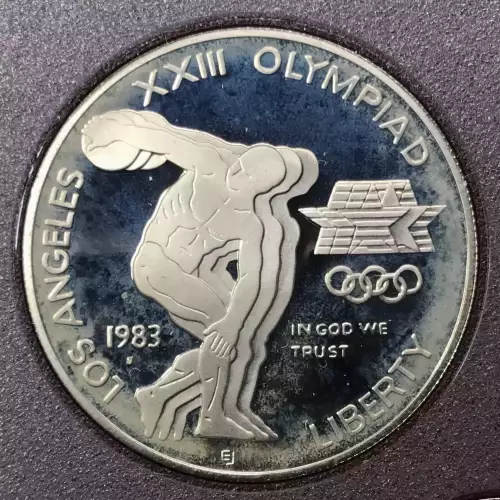 LOS ANGELES XXIII OLYMPIAD
1983
S
IN GOD WE
TRUST
LIBERTY
EJ